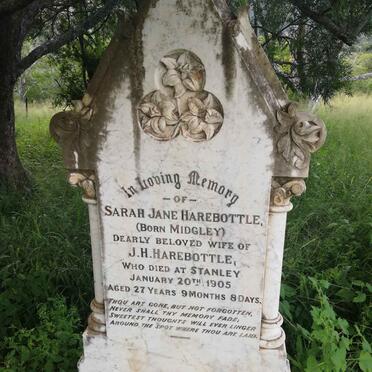 In Loving Memory
— OF —
SARAH JANE HAREBOTTLE,
(BORN MIDGLEY)
DEARLY BELOVED WIFE OF
J.H. HAREBOTTLE,
WHO DIED AT STANLEY
JANUARY 20TH, 1905
AGED 27 YEARS 9 MONTHS 8 DAYS.
THOU ART GONE, BUT NOT FORGOTTEN,
NEVER SHALL THY MEMORY FADE,
SWEETEST THOUGHTS WILL EVER LINGER
AROUND THE SPOT WHERE THOU ARE LAID.